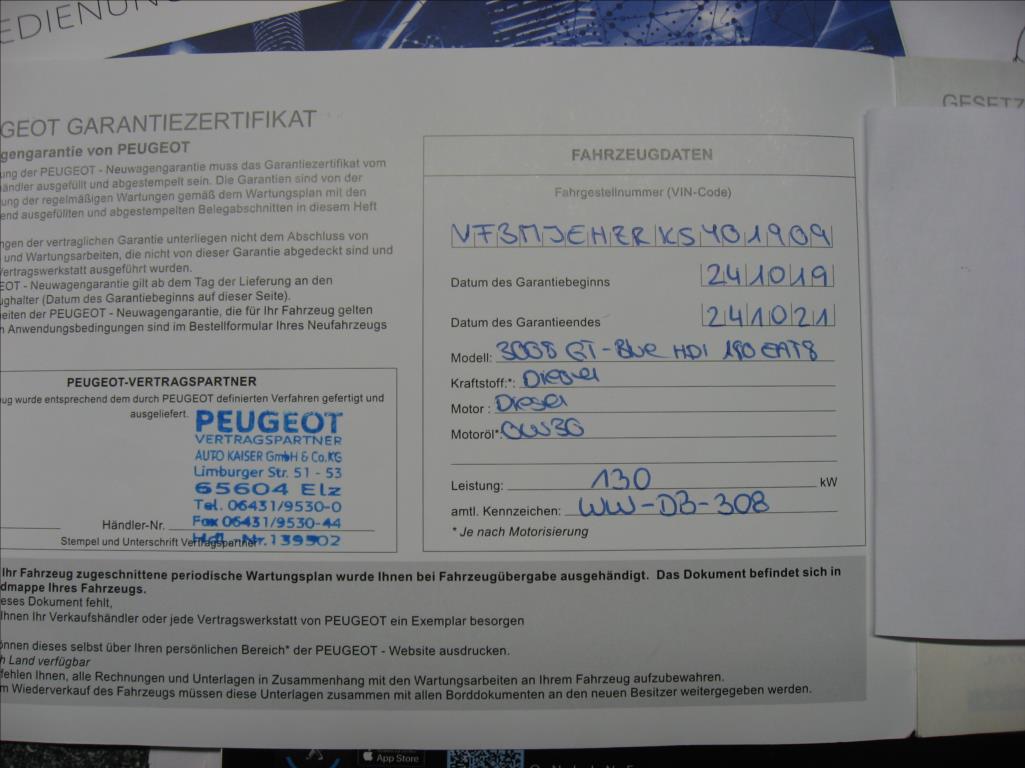 EDIENUN
GESETZ
GEOT GARANTIEZERTIFIKAT
gengarantie von PEUGEOT
ung der PEUGEOT - Neuwagengarantie muss das Garantiezertifikat vom
händler ausgefüllt und abgestempelt sein. Die Garantien sind von der
ung der regelmäßigen Wartungen gemäß dem Wartungsplan mit den
end ausgefüllten und abgestempelten Belegabschnitten in diesem Heft
ngen der vertraglichen Garantie unterliegen nicht dem Abschluss von
und Wartungsarbeiten, die nicht von dieser Garantie abgedeckt sind und
Vertragswerkstatt ausgeführt wurden.
EOT - Neuwagengarantie gilt ab dem Tag der Lieferung an den
ughalter (Datum des Garantiebeginns auf dieser Seite).
eiten der PEUGEOT - Neuwagengarantie, die für Ihr Fahrzeug gelten
n Anwendungsbedingungen sind im Bestellformular Ihres Neufahrzeugs
PEUGEOT-VERTRAGSPARTNER
ug wurde entsprechend dem durch PEUGEOT definierten Verfahren gefertigt und
ausgeliefert.
PEUGEOT
VERTRAGSPARTNER
AUTO KAISER GmbH & Co.KG
Limburger Str. 51 - 53
65604 Elz
Tel. 06431/9530-0
Fax 06431/9530-44
Hdl.-Nr. 139502
Händler-Nr.
Stempel und Unterschrift Vertragspartner
FAHRZEUGDATEN
Fahrgestellnummer (VIN-Code)
VF3MJEHZRKS401909
Datum des Garantiebeginns 241019
Datum des Garantieendes 241021
Modell: 3008 GT-Blue HDI 180 EAT8
Kraftstoff:*: Diesel
Motor : Diesel
Motoröl*: 0W30
Leistung: 130 kW
amtl. Kennzeichen: WW-DB-308
* Je nach Motorisierung
Ihr Fahrzeug zugeschnittene periodische Wartungsplan wurde Ihnen bei Fahrzeugübergabe ausgehändigt. Das Dokument befindet sich in
dmappe Ihres Fahrzeugs.
eses Dokument fehlt,
Ihnen Ihr Verkaufshändler oder jede Vertragswerkstatt von PEUGEOT ein Exemplar besorgen
önnen dieses selbst über Ihren persönlichen Bereich* der PEUGEOT - Website ausdrucken.
h Land verfügbar
fehlen Ihnen, alle Rechnungen und Unterlagen in Zusammenhang mit den Wartungsarbeiten an Ihrem Fahrzeug aufzubewahren.
m Wiederverkauf des Fahrzeugs müssen diese Unterlagen zusammen mit allen Borddokumenten an den neuen Besitzer weitergegeben werden.
App Store